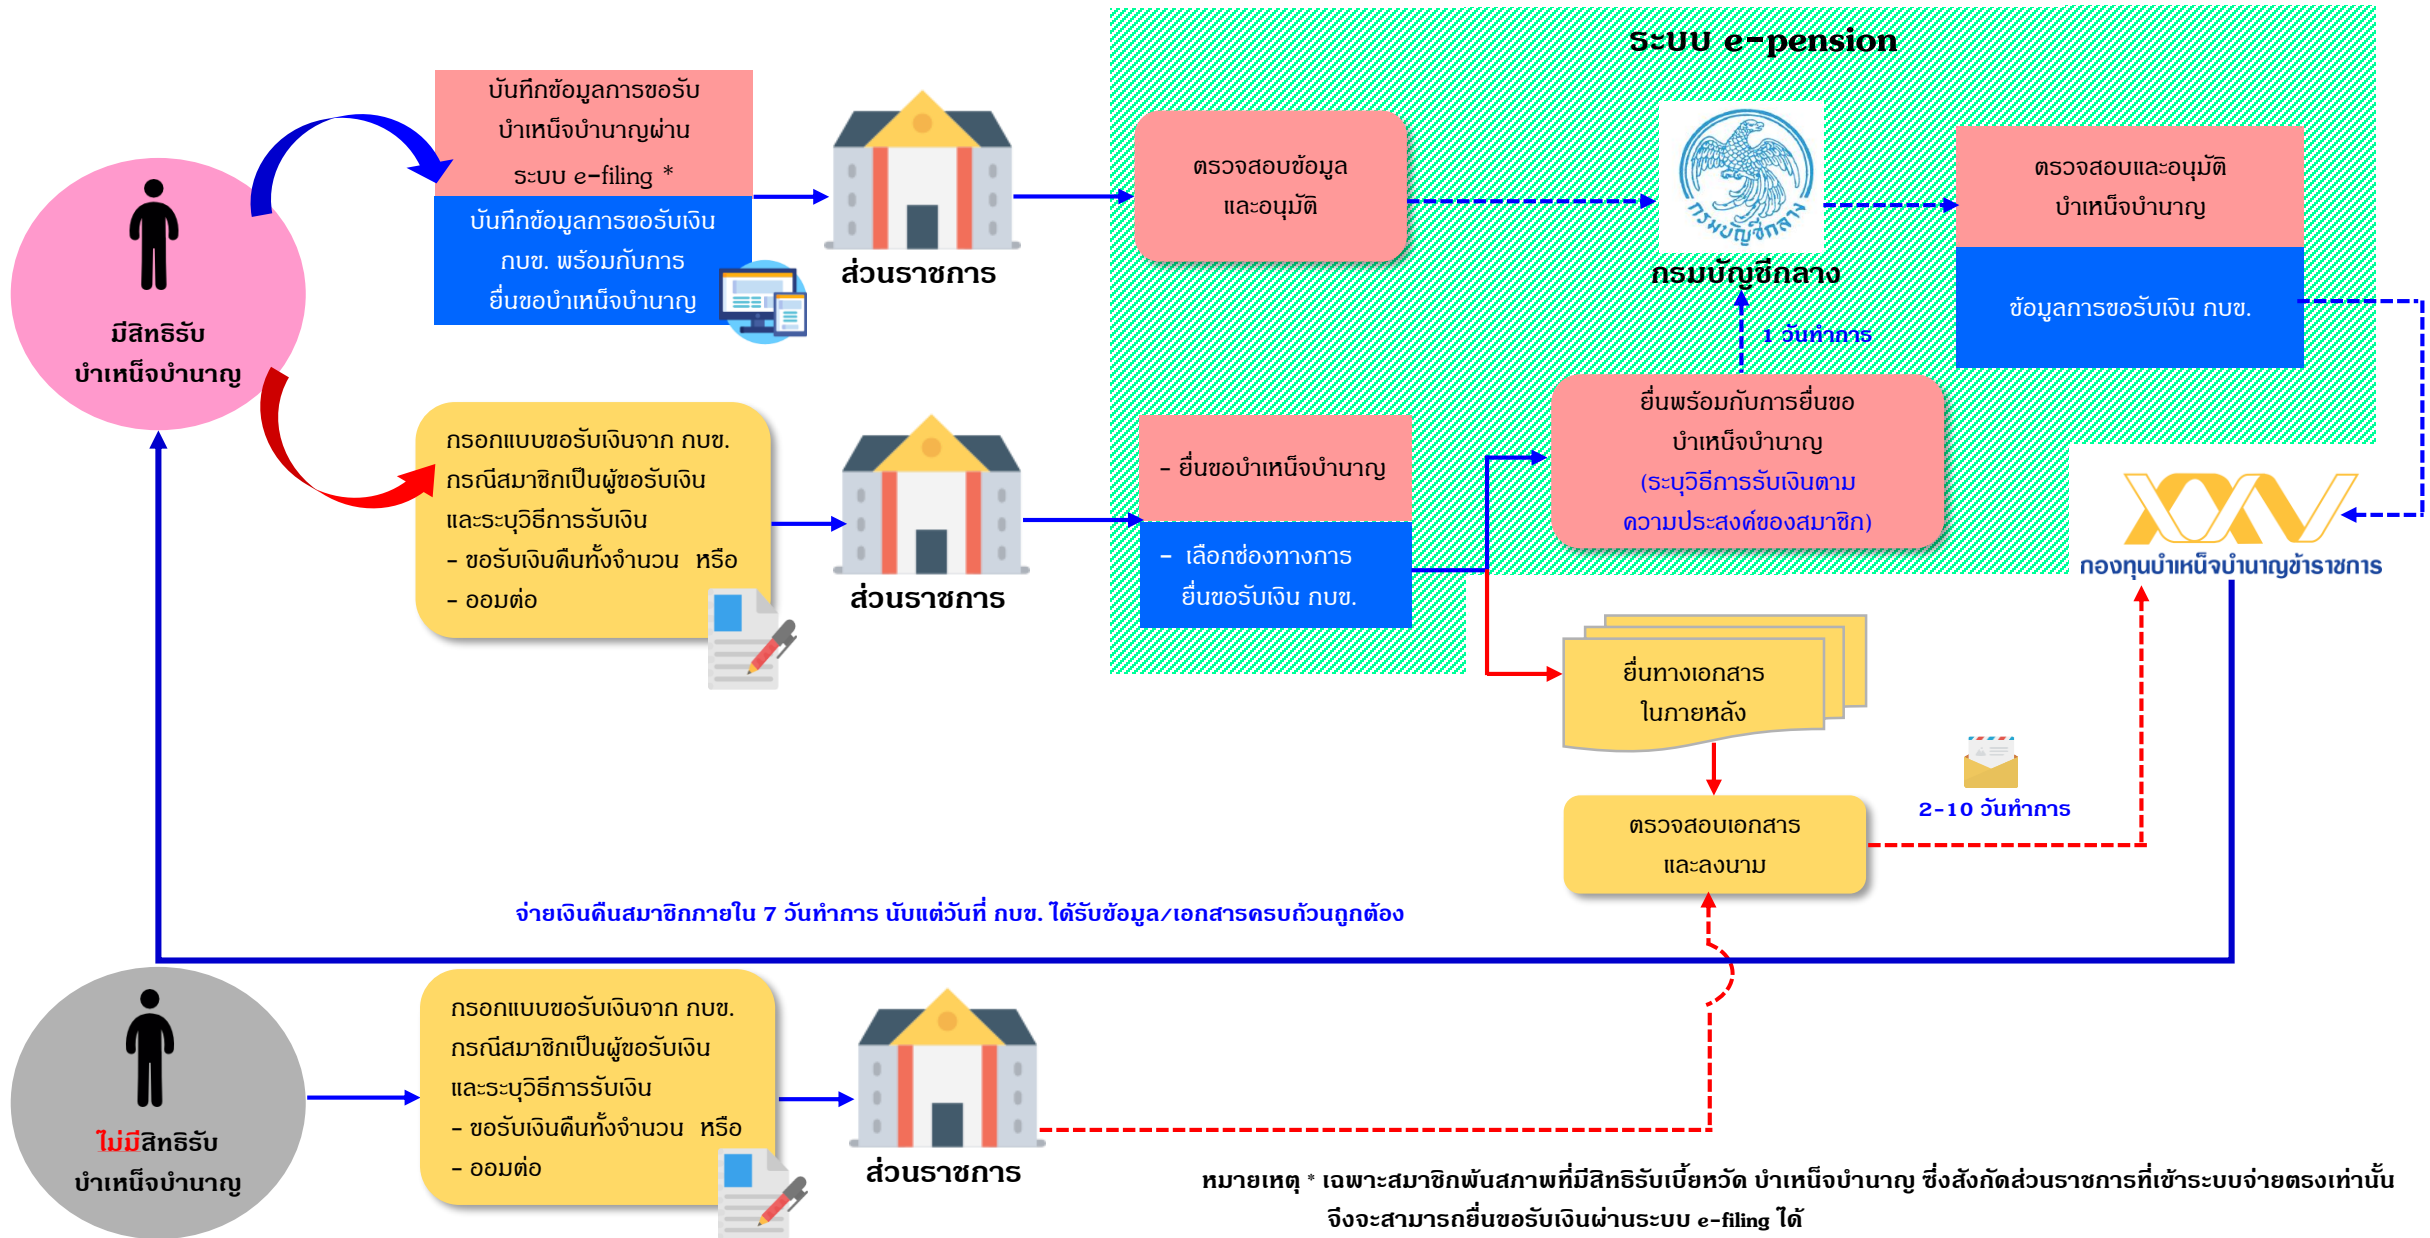 ระบบ e-pension
บันทึกข้อมูลการขอรับ
บำเหน็จบำนาญผ่าน
ระบบ e-filing *
บันทึกข้อมูลการขอรับเงิน
กบข. พร้อมกับการ
ยื่นขอบำเหน็จบำนาญ
ส่วนราชการ
ตรวจสอบข้อมูล
และอนุมัติ
กรมบัญชีกลาง
กรมบัญชีกลาง
ตรวจสอบและอนุมัติ
บำเหน็จบำนาญ
ข้อมูลการขอรับเงิน กบข.
มีสิทธิรับ
บำเหน็จบำนาญ
1 วันทำการ
กรอกแบบขอรับเงินจาก กบข.
กรณีสมาชิกเป็นผู้ขอรับเงิน
และระบุวิธีการรับเงิน
- ขอรับเงินคืนทั้งจำนวน หรือ
- ออมต่อ
ส่วนราชการ
- ยื่นขอบำเหน็จบำนาญ
- เลือกช่องทางการ
ยื่นขอรับเงิน กบข.
ยื่นพร้อมกับการยื่นขอ
บำเหน็จบำนาญ
(ระบุวิธีการรับเงินตาม
ความประสงค์ของสมาชิก)
กองทุนบำเหน็จบำนาญข้าราชการ
ยื่นทางเอกสาร
ในภายหลัง
2-10 วันทำการ
ตรวจสอบเอกสาร
และลงนาม
จ่ายเงินคืนสมาชิกภายใน 7 วันทำการ นับแต่วันที่ กบข. ได้รับข้อมูล/เอกสารครบถ้วนถูกต้อง
ไม่มีสิทธิรับ
บำเหน็จบำนาญ
กรอกแบบขอรับเงินจาก กบข.
กรณีสมาชิกเป็นผู้ขอรับเงิน
และระบุวิธีการรับเงิน
- ขอรับเงินคืนทั้งจำนวน หรือ
- ออมต่อ
ส่วนราชการ
หมายเหตุ * เฉพาะสมาชิกพ้นสภาพที่มีสิทธิรับเบี้ยหวัด บำเหน็จบำนาญ ซึ่งสังกัดส่วนราชการที่เข้าระบบจ่ายตรงเท่านั้น
จึงจะสามารถยื่นขอรับเงินผ่านระบบ e-filing ได้